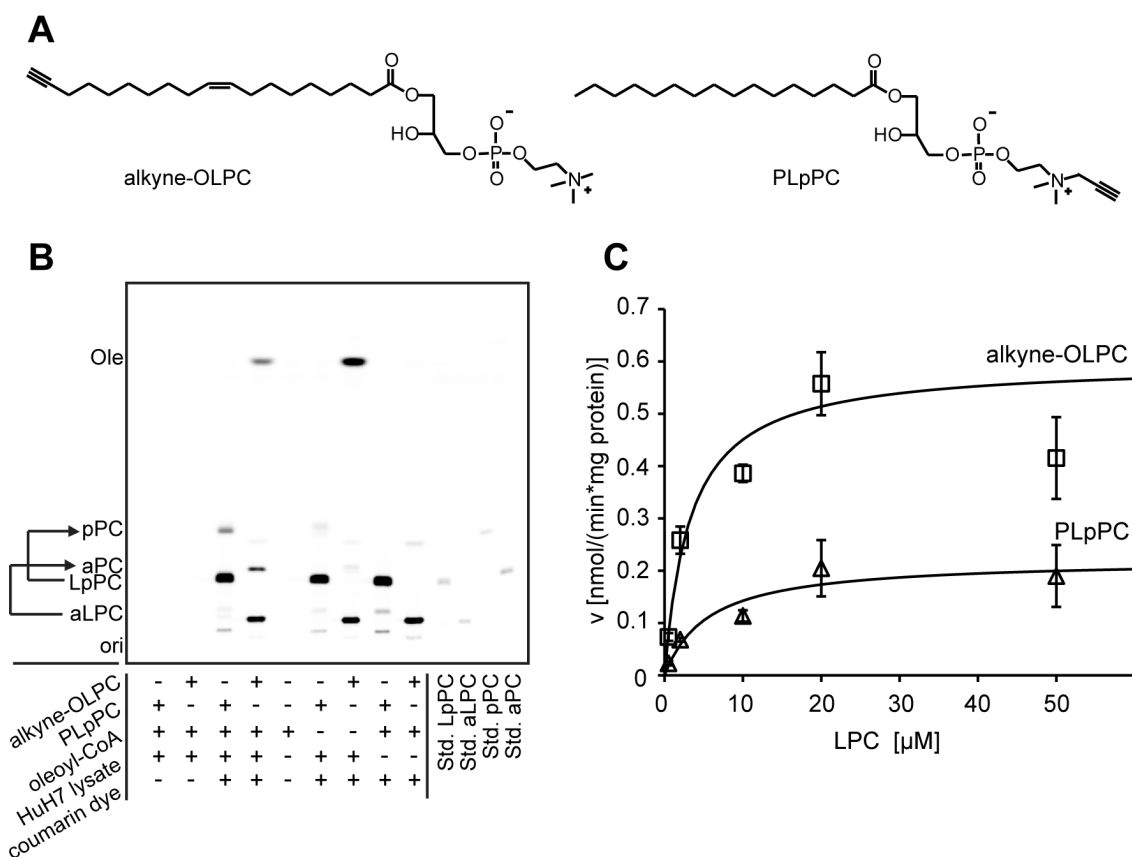 A
O
O
HO
O
P
O
O
O
−
N
+
alkyne-OLPC
O
O
HO
O
P
O
O
O
−
N
+
PLpPC
B
Ole
pPC
aPC
LpPC
aLPC
ori
alkyne-OLPC - + - + - - + - +
PLpPC + - + - - + - + -
oleoyl-CoA + + + + + - - + +
HuH7 lysate + + + + - + + - -
coumarin dye - - + + - + + + +
Std. LpPC
Std. aLPC
Std. pPC
Std. aPC
C
v [nmol/(min*mg protein)]
0.7
0.6
0.5
0.4
0.3
0.2
0.1
0
alkyne-OLPC
PLpPC
0 10 20 30 40 50
LPC [µM]